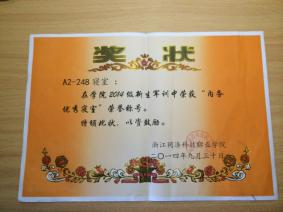 奖状
A2-248寝室：
在学院2014级新生军训中荣获“内务
优秀寝室”荣誉称号。
特颁此状，以资鼓励。
浙江同济科技职业学院
二〇一四年九月三十日